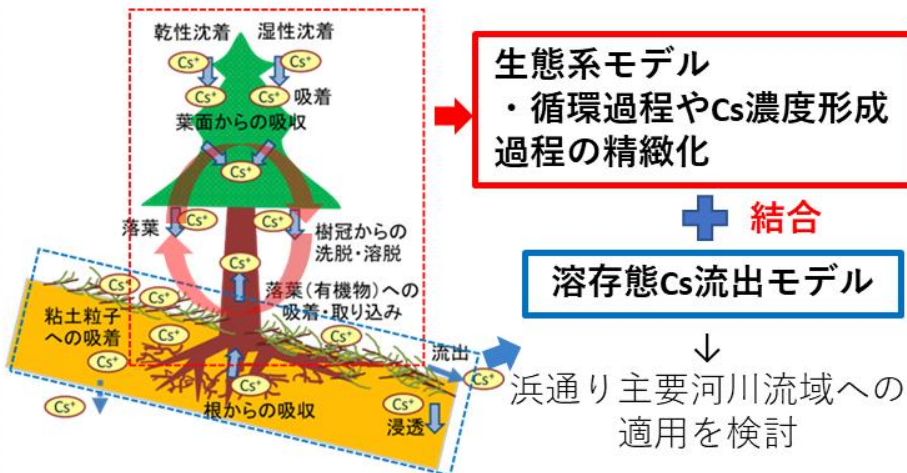 乾性沈着
湿性沈着
Cs⁺
Cs⁺
Cs⁺
Cs⁺
吸着
葉面からの吸収
Cs⁺
落葉
Cs⁺
Cs⁺
樹冠からの
洗脱・溶脱
Cs⁺
落葉(有機物)への
吸着・取り込み
Cs⁺
Cs⁺
Cs⁺
粘土粒子
への吸着
Cs⁺
Cs⁺
Cs⁺
流出
Cs⁺
Cs⁺
根からの吸収
Cs⁺
浸透
Cs⁺
生態系モデル
・循環過程やCs濃度形成
過程の精緻化
結合
溶存態Cs流出モデル
↓
浜通り主要河川流域への
適用を検討